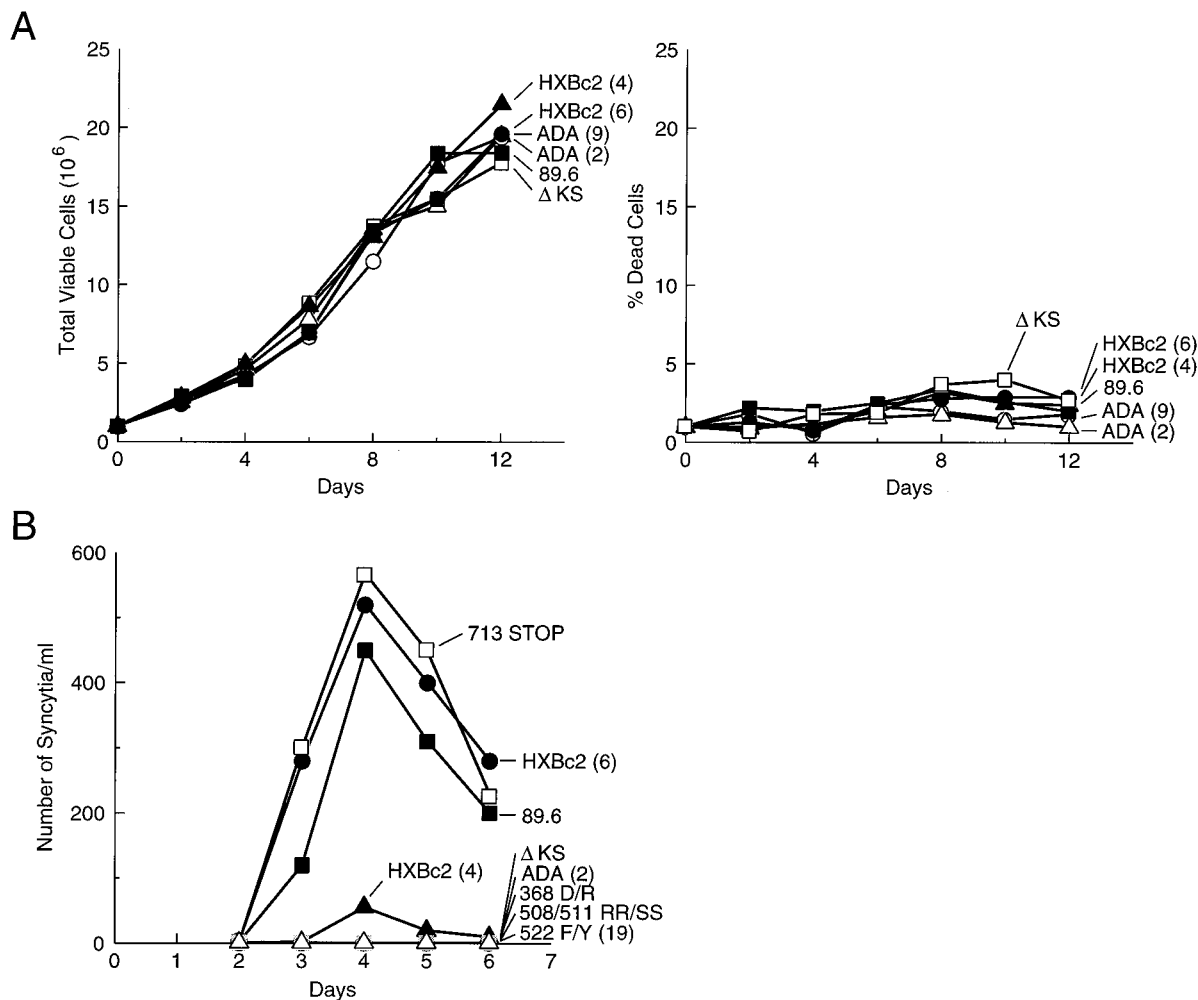 A
25
20
15
10
5
0
Total Viable Cells (10⁶)
0 4 8 12
Days
HXBc2 (4)
HXBc2 (6)
ADA (9)
ADA (2)
89.6
Δ KS
25
20
15
10
5
0
% Dead Cells
0 4 8 12
Days
Δ KS
HXBc2 (6)
HXBc2 (4)
89.6
ADA (9)
ADA (2)
B
600
400
200
0
Number of Syncytia/ml
0 1 2 3 4 5 6 7
Days
713 STOP
HXBc2 (6)
89.6
HXBc2 (4)
Δ KS
ADA (2)
368 D/R
508/511 RR/SS
522 F/Y (19)